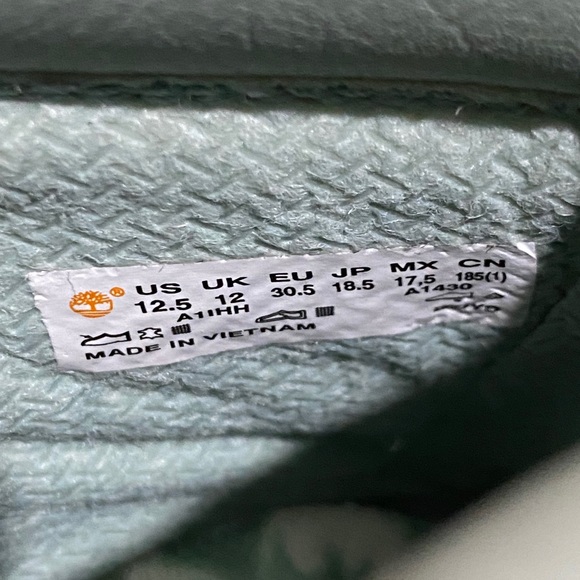 ® US UK EU JP MX CN
12.5 12 30.5 18.5 17,5 185(1)
A1IHH A1430
MADE IN VIETNAM